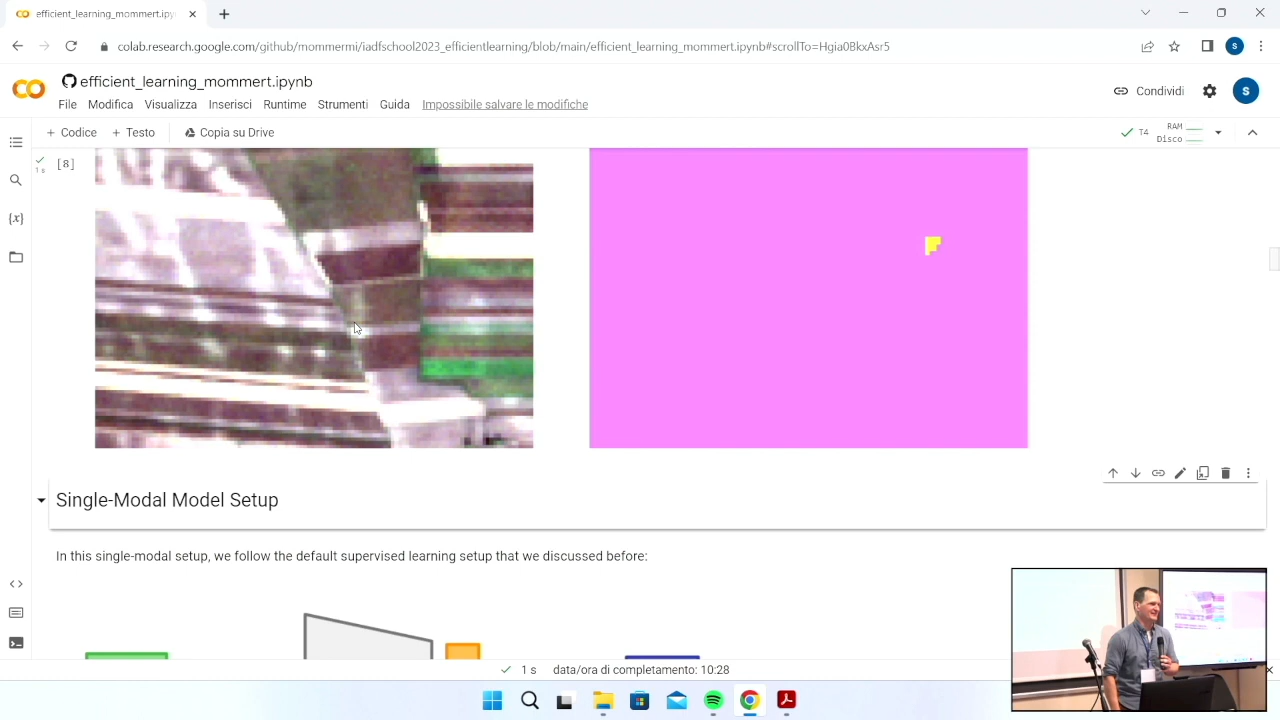 efficient_learning_mommert.ipyn
colab.research.google.com/github/mommermi/iadfschool2023_efficientlearning/blob/main/efficient_learning_mommert.ipynb#scrollTo=Hgia0BkxAsr5
S
efficient_learning_mommert.ipynb
File Modifica Visualizza Inserisci Runtime Strumenti Guida Impossibile salvare le modifiche
Condividi
S
+ Codice + Testo Copia su Drive
T4 RAM
Disco
[8]
1 s
{x}
Single-Modal Model Setup
In this single-modal setup, we follow the default supervised learning setup that we discussed before:
1 s data/ora di completamento: 10:28